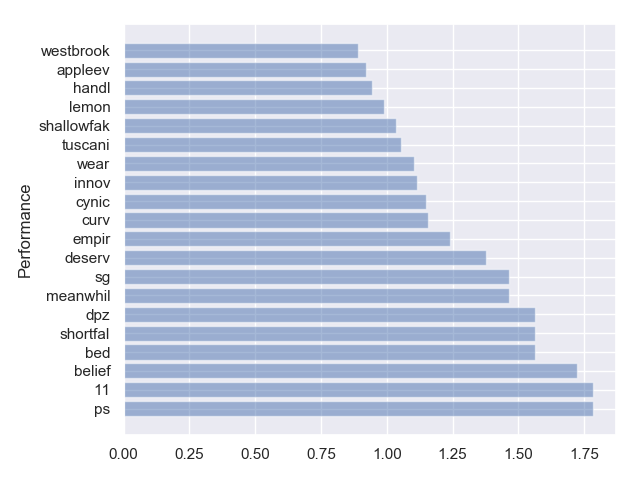 westbrook
appleev
handl
lemon
shallowfak
tuscani
wear
innov
cynic
curv
empir
deserv
sg
meanwhil
dpz
shortfal
bed
belief
11
ps
Performance
0.00 0.25 0.50 0.75 1.00 1.25 1.50 1.75